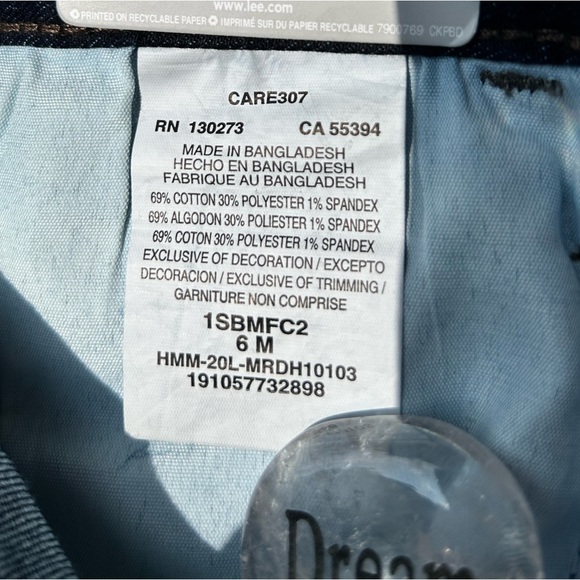 www.lee.com
PRINTED ON RECYCLABLE PAPER IMPRIMÉ SUR DU PAPIER RECYCLABLE 7900769 CKPBD
CARE307
RN 130273 CA 55394
MADE IN BANGLADESH
HECHO EN BANGLADESH
FABRIQUE AU BANGLADESH
69% COTTON 30% POLYESTER 1% SPANDEX
69% ALGODON 30% POLIESTER 1% SPANDEX
69% COTON 30% POLYESTER 1% SPANDEX
EXCLUSIVE OF DECORATION / EXCEPTO
DECORACION / EXCLUSIVE OF TRIMMING /
GARNITURE NON COMPRISE
1SBMFC2
6 M
HMM-20L-MRDH10103
191057732898
Dream